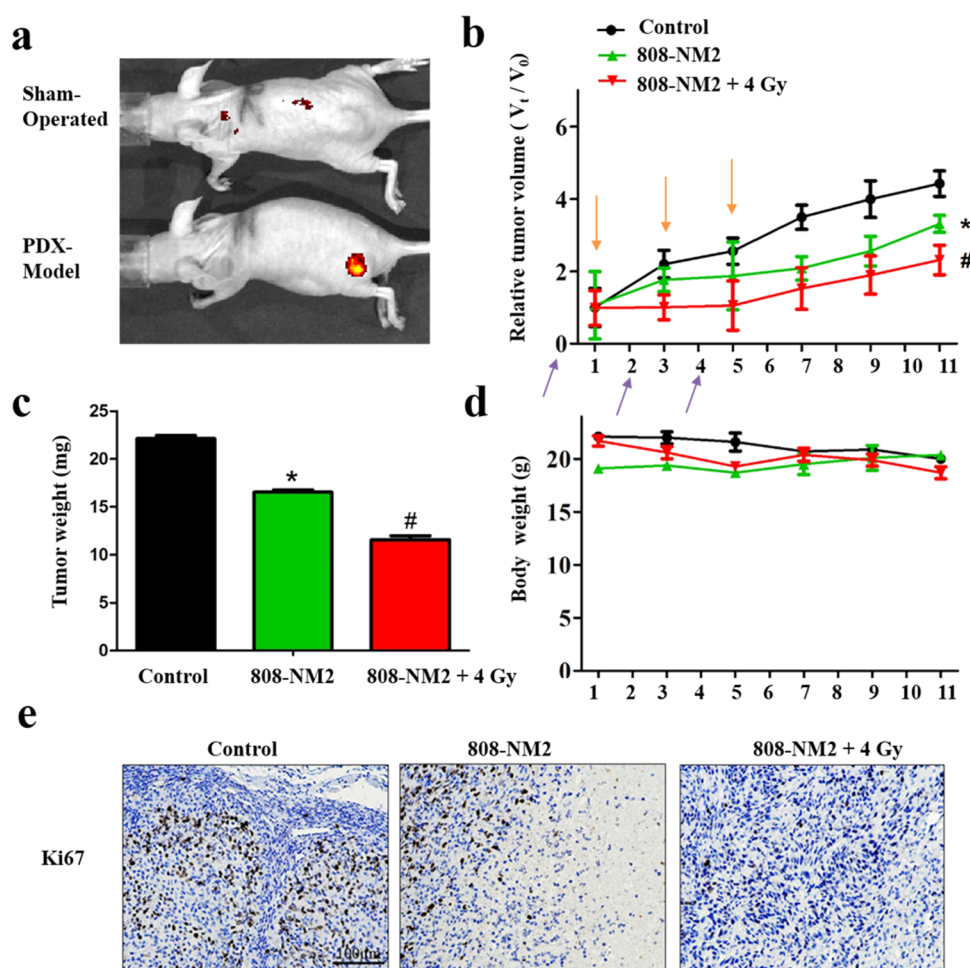 a
Sham-
Operated
PDX-
Model
b
Control
808-NM2
808-NM2 + 4 Gy
Relative tumor volume ( Vt / V0)
6
4
2
0
1 2 3 4 5 6 7 8 9 10 11
*
#
c
Tumor weight (mg)
25
20
15
10
5
0
*
#
Control 808-NM2 808-NM2 + 4 Gy
d
Body weight (g)
20
15
10
5
0
1 2 3 4 5 6 7 8 9 10 11
e
Control 808-NM2 808-NM2 + 4 Gy
Ki67
100μm